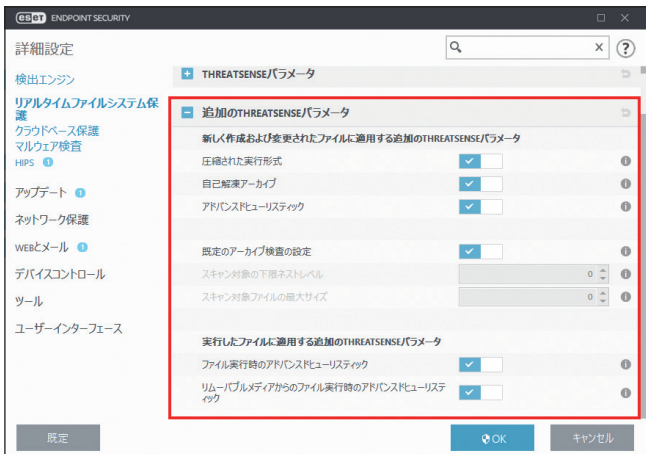 eset ENDPOINT SECURITY
詳細設定
検出エンジン
リアルタイムファイルシステム保
護
クラウドベース保護
マルウェア検査
HIPS 1
アップデート 1
ネットワーク保護
WEBとメール 1
デバイスコントロール
ツール
ユーザーインターフェース
THREATSENSEパラメータ
追加のTHREATSENSEパラメータ
新しく作成および変更されたファイルに適用する追加のTHREATSENSEパラメータ
圧縮された実行形式
自己解凍アーカイブ
アドバンスドヒューリスティック
既定のアーカイブ検査の設定
スキャン対象の下限ネストレベル 0
スキャン対象ファイルの最大サイズ 0
実行したファイルに適用する追加のTHREATSENSEパラメータ
ファイル実行時のアドバンスドヒューリスティック
リムーバブルメディアからのファイル実行時のアドバンスドヒューリステ
ィック
既定
OK
キャンセル